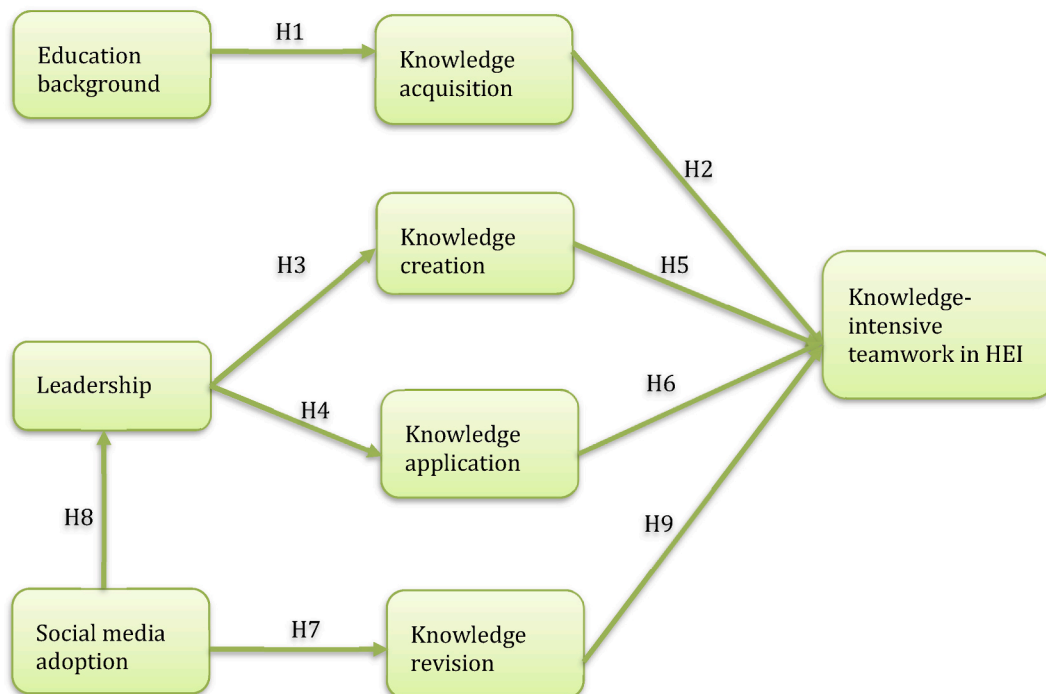 Education
background
H1
Knowledge
acquisition
H2
Knowledge
creation
H3
H5
Knowledge-
intensive
teamwork in HEI
Leadership
H4
H6
Knowledge
application
H8
H9
Social media
adoption
H7
Knowledge
revision